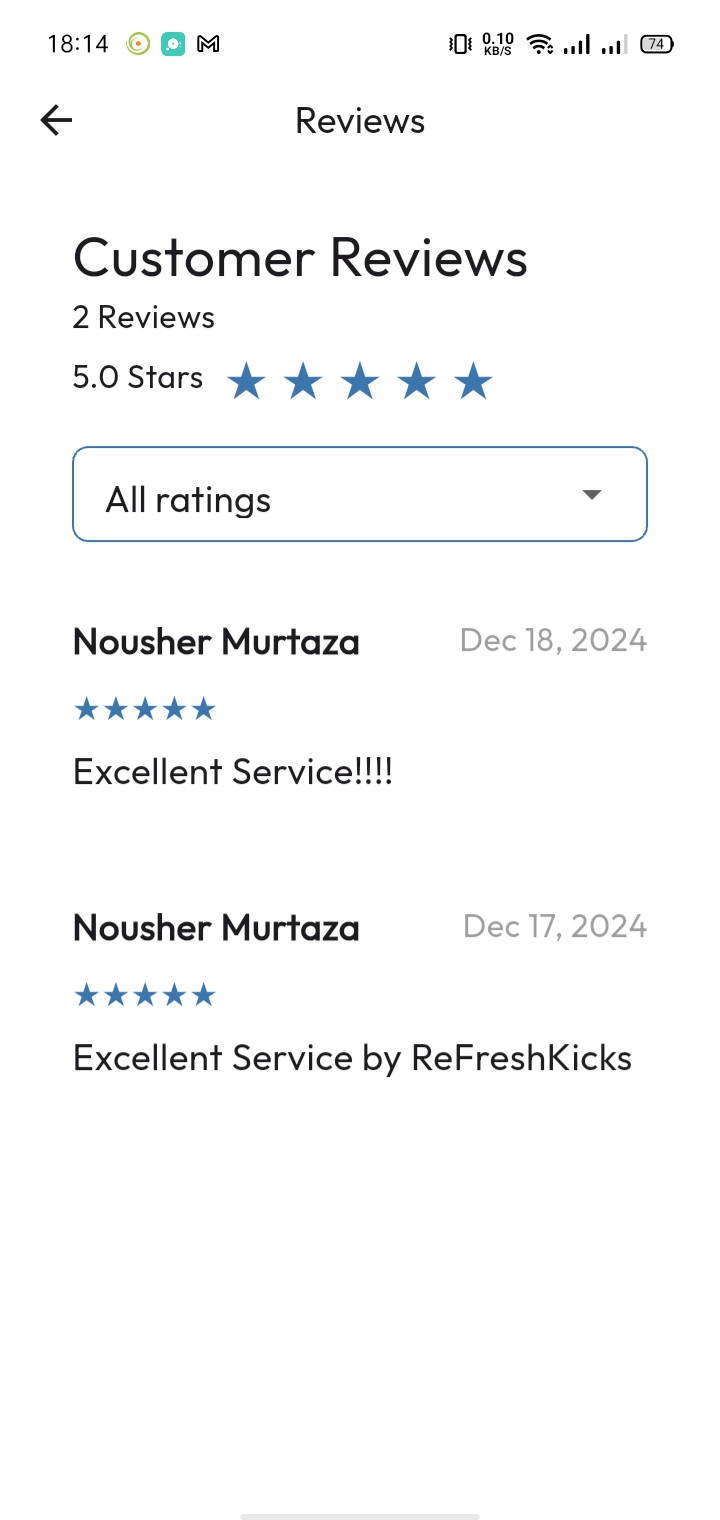 18:14 0.10 KB/S 74
Reviews
Customer Reviews
2 Reviews
5.0 Stars
All ratings
Nousher Murtaza Dec 18, 2024
Excellent Service!!!!
Nousher Murtaza Dec 17, 2024
Excellent Service by ReFreshKicks